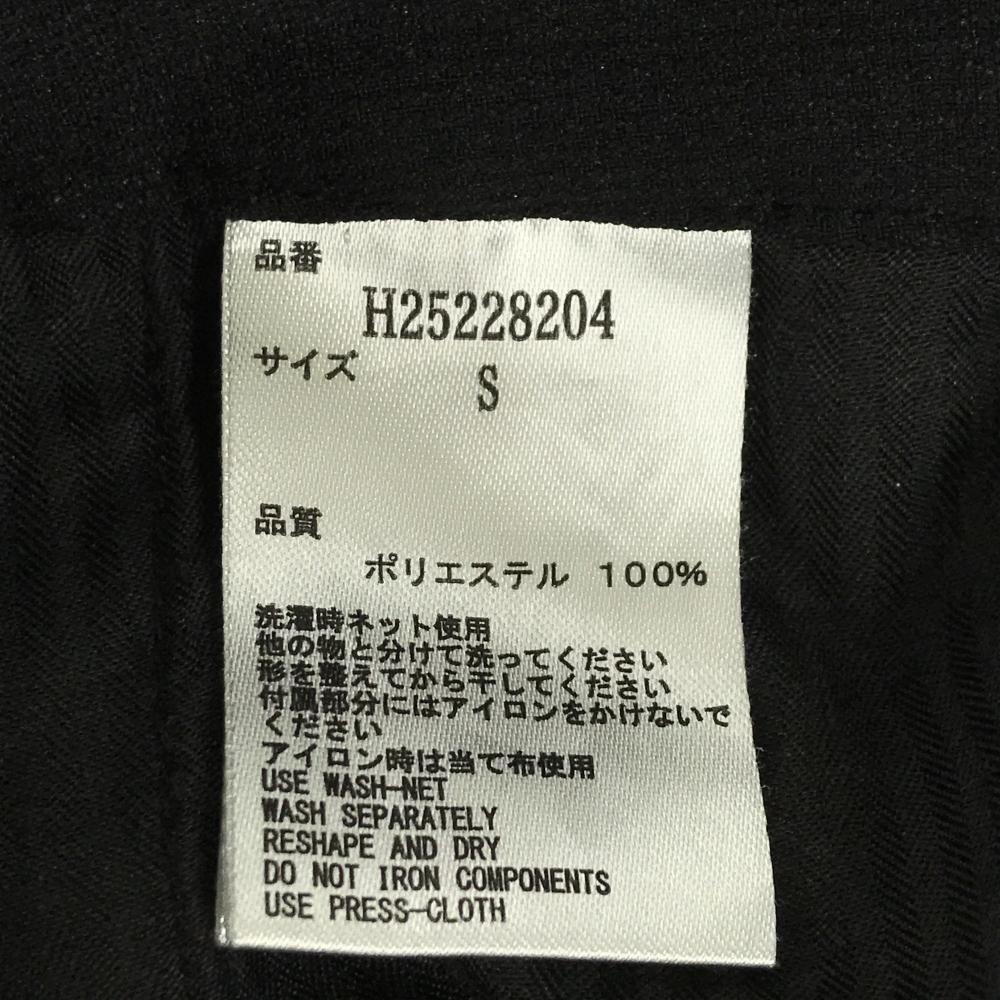 品番
H25228204
サイズ
S
品質
ポリエステル 100%
洗濯時ネット使用
他の物と分けて洗ってください
形を整えてから干してください
付属部分にはアイロンをかけないで
ください
アイロン時は当て布使用
USE WASH-NET
WASH SEPARATELY
RESHAPE AND DRY
DO NOT IRON COMPONENTS
USE PRESS-CLOTH